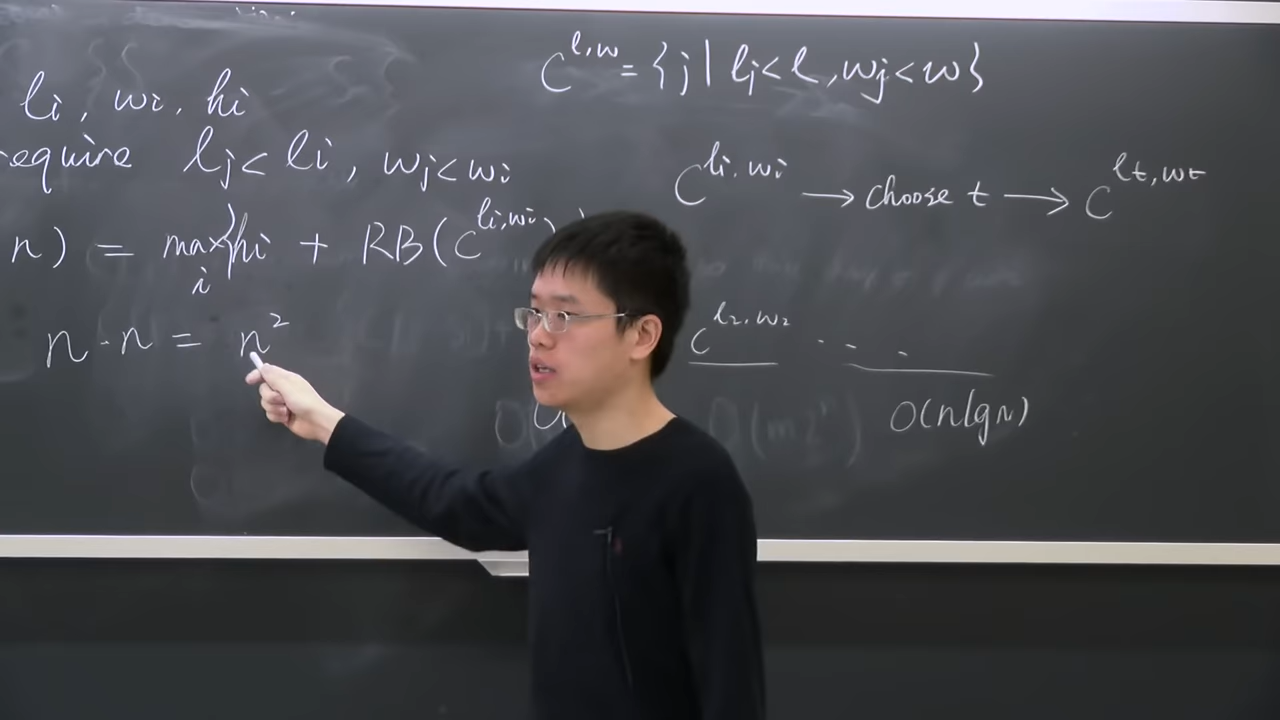 li, wi, hi
require lj < li, wj < wi
n) = max i {hi + RB(C^{li,wi})
n · n = n²
C^{l,w} = {j | lj < l, wj < w}
C^{li,wi} → choose t → C^{lt,wt}
C^{l2,w2} . . .
O(nlgn)